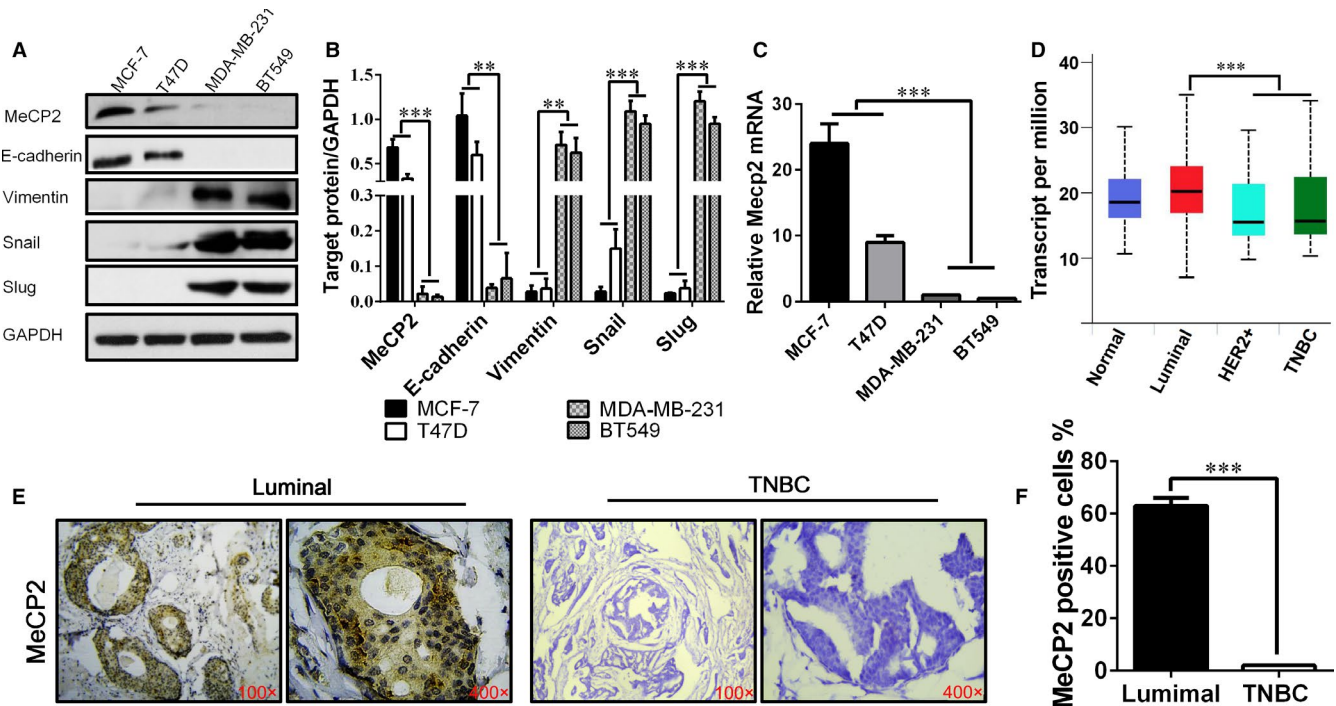 A
MCF-7
T47D
MDA-MB-231
BT549
MeCP2
E-cadherin
Vimentin
Snail
Slug
GAPDH
B
Target protein/GAPDH
1.5
1.0
0.5
0.3
0.2
0.1
0.0
***
**
**
***
***
MeCP2
E-cadherin
Vimentin
Snail
Slug
MCF-7
T47D
MDA-MB-231
BT549
C
Relative Mecp2 mRNA
30
20
10
0
***
MCF-7
T47D
MDA-MB-231
BT549
D
Transcript per million
40
30
20
10
***
Normal
Luminal
HER2+
TNBC
E
Luminal
TNBC
MeCP2
100×
400×
100×
400×
F
MeCP2 positive cells %
80
60
40
20
0
***
Lumimal
TNBC